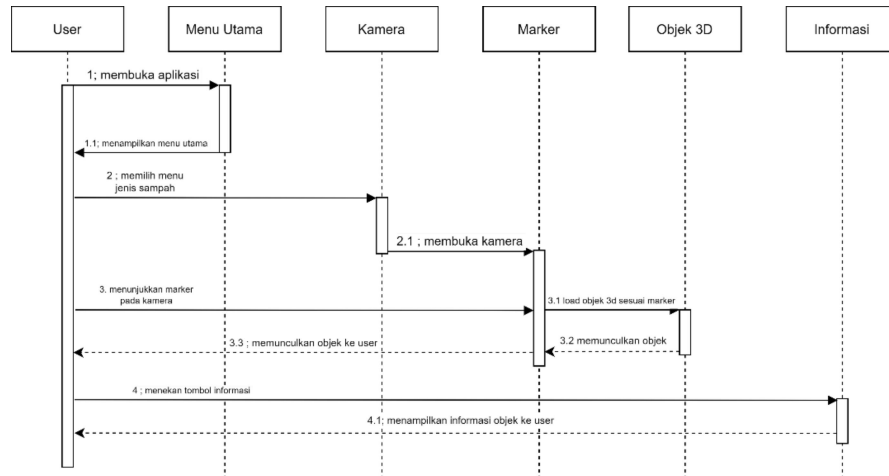 User
Menu Utama
Kamera
Marker
Objek 3D
Informasi
1; membuka aplikasi
1.1; menampilkan menu utama
2 ; memilih menu
jenis sampah
2.1 ; membuka kamera
3. menunjukkan marker
pada kamera
3.1 load objek 3d sesuai marker
3.2 memunculkan objek
3.3 ; memunculkan objek ke user
4 ; menekan tombol informasi
4.1; menampilkan informasi objek ke user